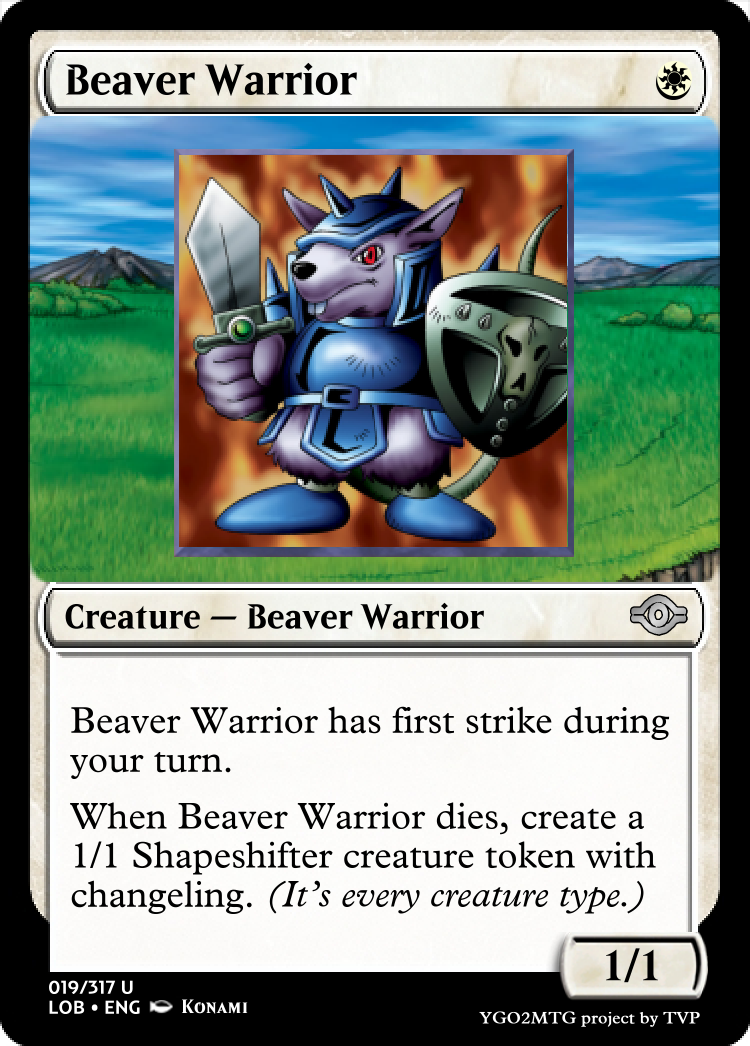 Beaver Warrior
Creature — Beaver Warrior
Beaver Warrior has first strike during
your turn.
When Beaver Warrior dies, create a
1/1 Shapeshifter creature token with
changeling. (It's every creature type.)
1/1
019/317 U
LOB • ENG KONAMI
YGO2MTG project by TVP